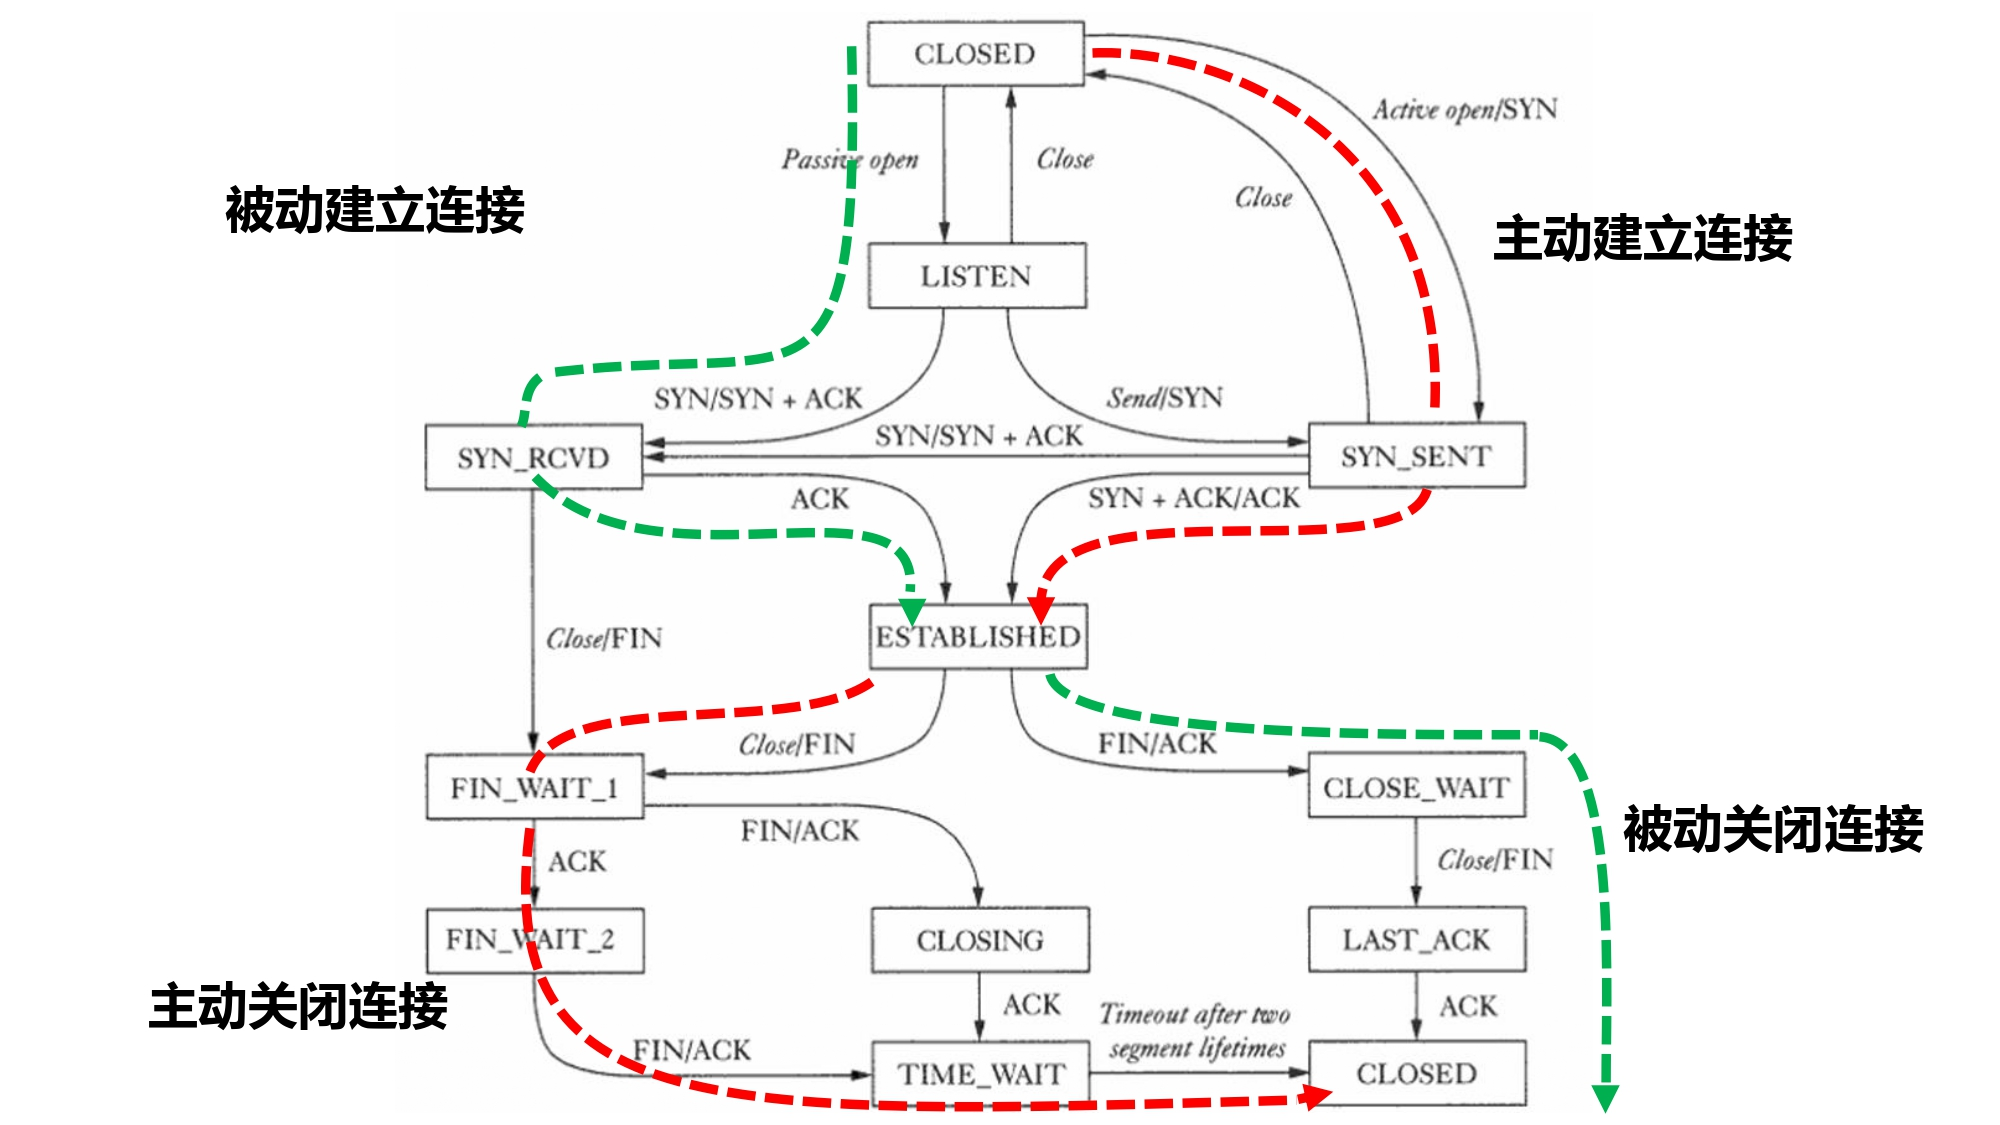 CLOSED
Active open/SYN
Passive open
Close
Close
被动建立连接
主动建立连接
LISTEN
SYN/SYN + ACK
Send/SYN
SYN/SYN + ACK
SYN_RCVD
SYN_SENT
ACK
SYN + ACK/ACK
Close/FIN
ESTABLISHED
Close/FIN
FIN/ACK
FIN_WAIT_1
CLOSE_WAIT
FIN/ACK
被动关闭连接
ACK
Close/FIN
FIN_WAIT_2
CLOSING
LAST_ACK
主动关闭连接
ACK
Timeout after two
segment lifetimes
ACK
FIN/ACK
TIME_WAIT
CLOSED